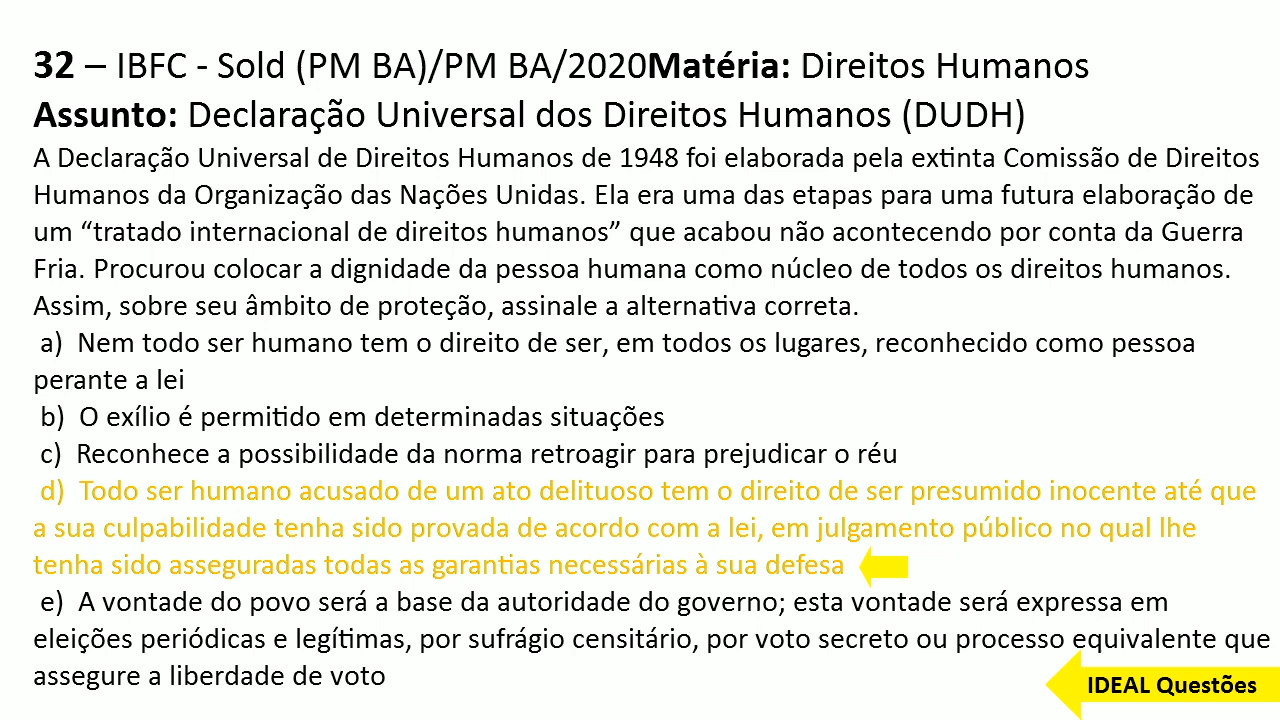 32 – IBFC - Sold (PM BA)/PM BA/2020Matéria: Direitos Humanos
Assunto: Declaração Universal dos Direitos Humanos (DUDH)
A Declaração Universal de Direitos Humanos de 1948 foi elaborada pela extinta Comissão de Direitos
Humanos da Organização das Nações Unidas. Ela era uma das etapas para uma futura elaboração de
um “tratado internacional de direitos humanos” que acabou não acontecendo por conta da Guerra
Fria. Procurou colocar a dignidade da pessoa humana como núcleo de todos os direitos humanos.
Assim, sobre seu âmbito de proteção, assinale a alternativa correta.
a) Nem todo ser humano tem o direito de ser, em todos os lugares, reconhecido como pessoa
perante a lei
b) O exílio é permitido em determinadas situações
c) Reconhece a possibilidade da norma retroagir para prejudicar o réu
d) Todo ser humano acusado de um ato delituoso tem o direito de ser presumido inocente até que
a sua culpabilidade tenha sido provada de acordo com a lei, em julgamento público no qual lhe
tenha sido asseguradas todas as garantias necessárias à sua defesa
e) A vontade do povo será a base da autoridade do governo; esta vontade será expressa em
eleições periódicas e legítimas, por sufrágio censitário, por voto secreto ou processo equivalente que
assegure a liberdade de voto
IDEAL Questões